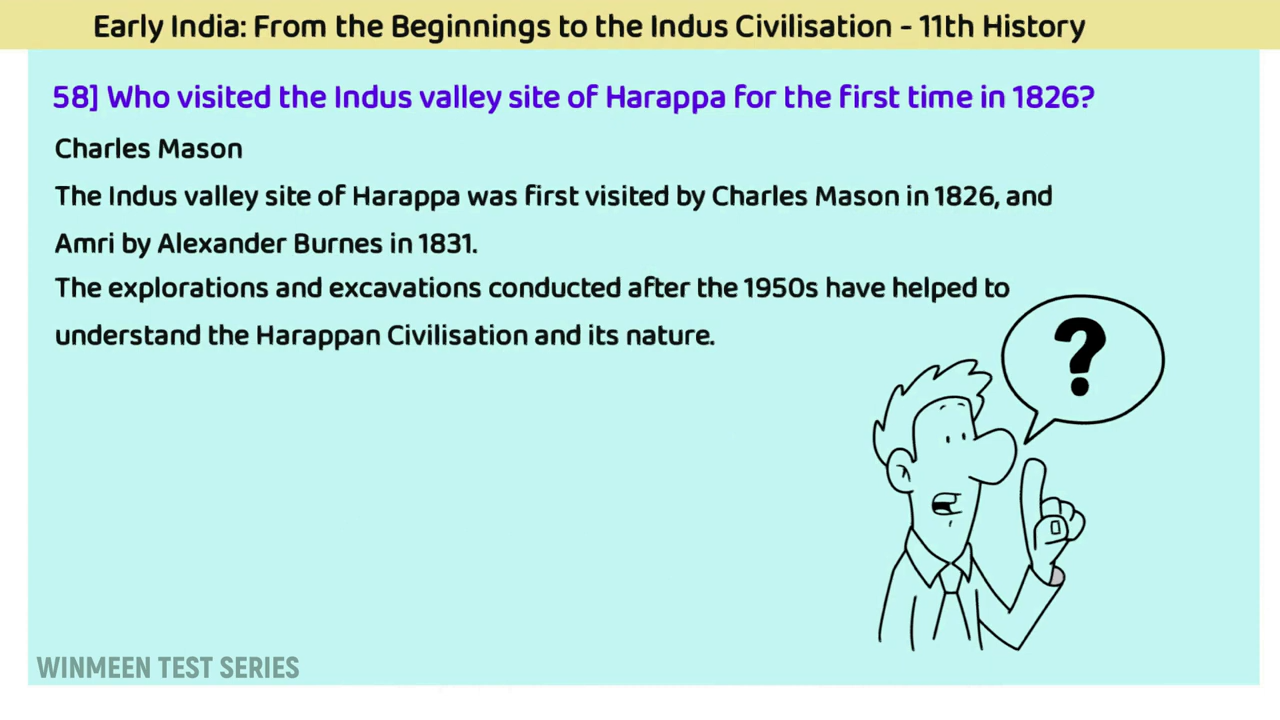 Early India: From the Beginnings to the Indus Civilisation - 11th History
58] Who visited the Indus valley site of Harappa for the first time in 1826?
Charles Mason
The Indus valley site of Harappa was first visited by Charles Mason in 1826, and
Amri by Alexander Burnes in 1831.
The explorations and excavations conducted after the 1950s have helped to
understand the Harappan Civilisation and its nature.
?
WINMEEN TEST SERIES